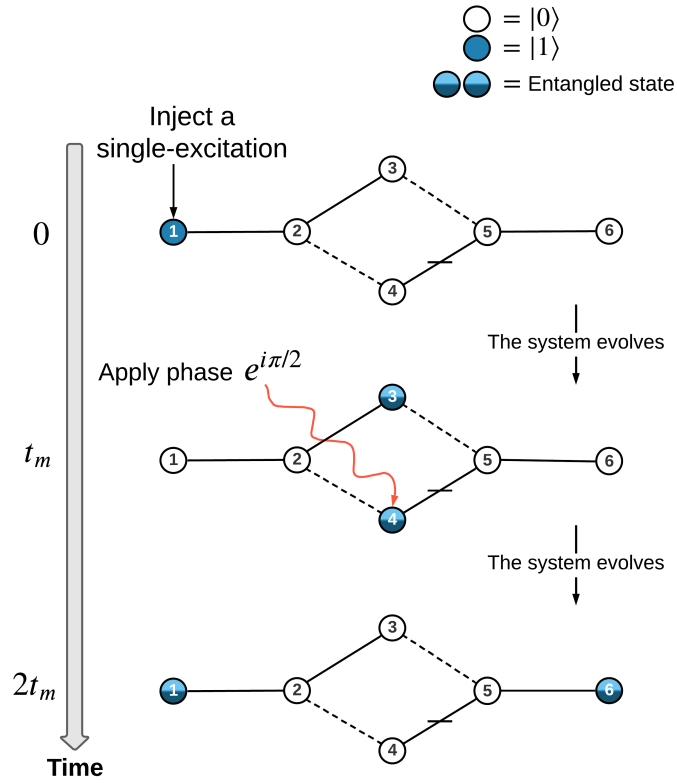 = |0⟩
= |1⟩
= Entangled state
Inject a
single-excitation
0
1
2
3
4
5
6
The system evolves
Apply phase e^{iπ/2}
t_m
1
2
3
4
5
6
The system evolves
2t_m
1
2
3
4
5
6
Time